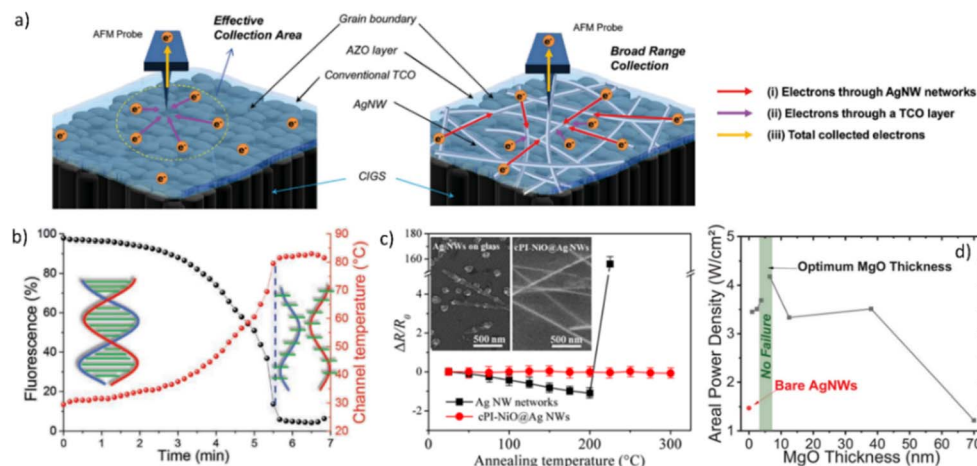 a)
AFM Probe
Effective
Collection Area
Grain boundary
AZO layer
Conventional TCO
AgNW
CIGS
AFM Probe
Broad Range
Collection
(i) Electrons through AgNW networks
(ii) Electrons through a TCO layer
(iii) Total collected electrons
e⁻ e⁻ e⁻ e⁻ e⁻ e⁻ e⁻ e⁻ e⁻
e⁻ e⁻ e⁻ e⁻ e⁻ e⁻ e⁻ e⁻ e⁻
b)
Fluorescence (%)
100
80
60
40
20
0
0 1 2 3 4 5 6 7
Time (min)
90
80
70
60
50
40
30
20
Channel temperature (°C)
c)
ΔR/R0
180
160
2
0
-2
Ag NWs on glass
500 nm
cPI-NiO@Ag NWs
500 nm
Ag NW networks
cPI-NiO@Ag NWs
50 100 150 200 250 300
Annealing temperature (°C)
d)
Areal Power Density (W/cm²)
5
4
3
2
1
Optimum MgO Thickness
No Failure
Bare AgNWs
0 10 20 30 40 50 60 70
MgO Thickness (nm)